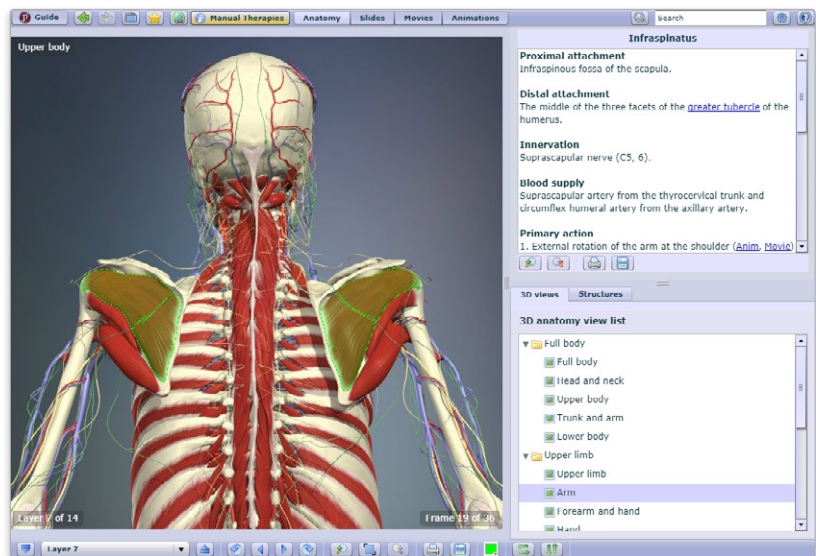 Guide
Manual Therapies
Anatomy
Slides
Movies
Animations
Search
Upper body
Layer 7 of 14
Frame 19 of 36
Infraspinatus
Proximal attachment
Infraspinous fossa of the scapula.
Distal attachment
The middle of the three facets of the greater tubercle of the
humerus.
Innervation
Suprascapular nerve (C5, 6).
Blood supply
Suprascapular artery from the thyrocervical trunk and
circumflex humeral artery from the axillary artery.
Primary action
1. External rotation of the arm at the shoulder (Anim, Movie)
3D views
Structures
3D anatomy view list
Full body
Full body
Head and neck
Upper body
Trunk and arm
Lower body
Upper limb
Upper limb
Arm
Forearm and hand
Hand
Layer 7